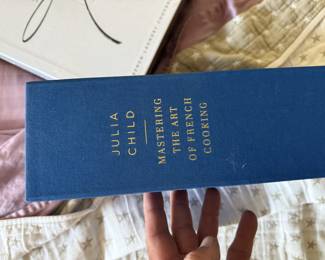 JULIA
CHILD
MASTERING
THE ART
OF FRENCH
COOKING